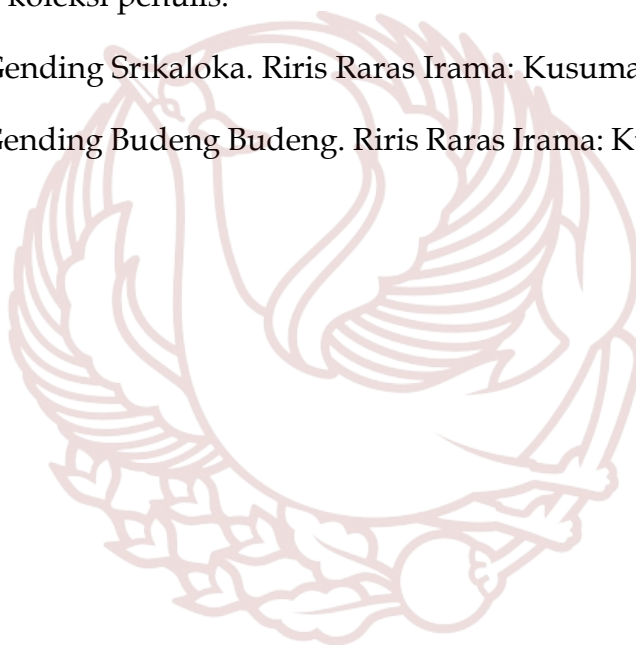 koleksi penulis.
Gending Srikaloka. Riris Raras Irama: Kusuma
Gending Budeng Budeng. Riris Raras Irama: